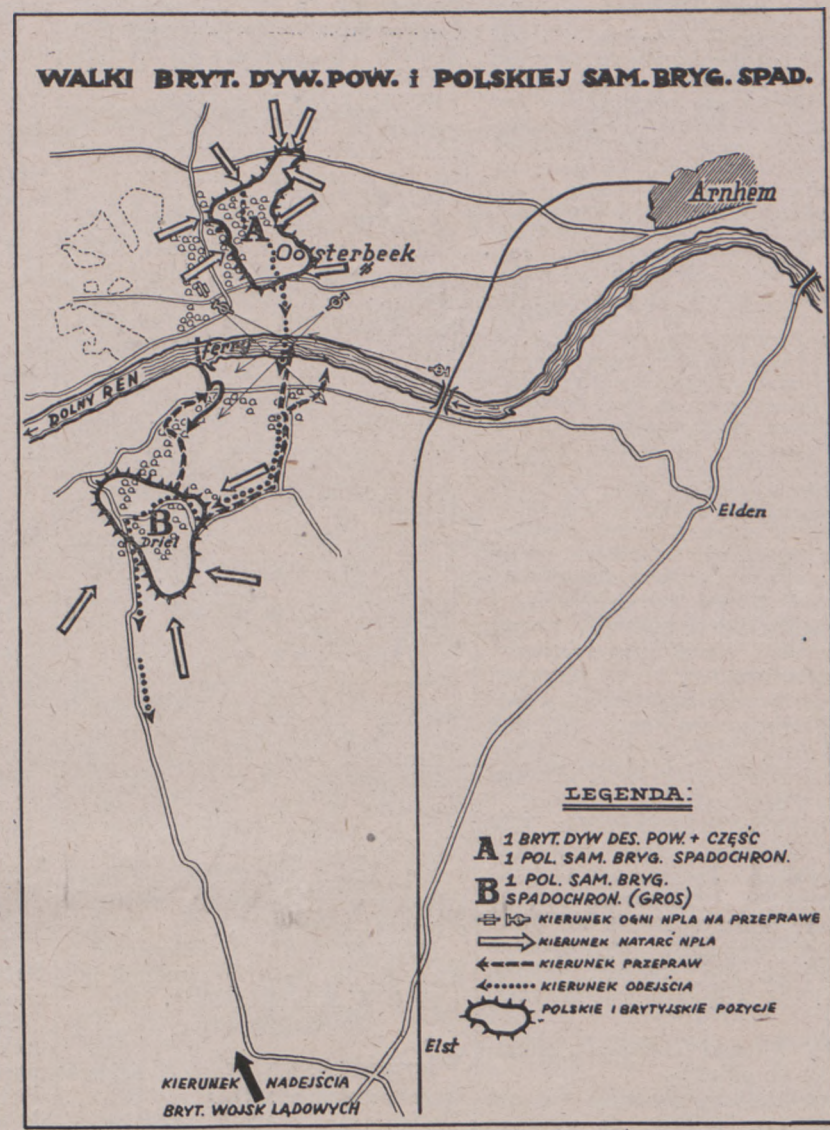 WALKI BRYT. DYW. POW. i POLSKIEJ SAM. BRYG. SPAD.
Arnhem
A
Oosterbeek
ferry
DOLNY REN
B
Driel
Elden
LEGENDA:
A 1 BRYT. DYW DES. POW. + CZĘŚC
1 POL. SAM. BRYG. SPADOCHRON.
B 1 POL. SAM. BRYG.
SPADOCHRON. (GROS)
KIERUNEK OGNI NPLA NA PRZEPRAWĘ
KIERUNEK NATARĆ NPLA
KIERUNEK PRZEPRAW
KIERUNEK ODEJŚCIA
POLSKIE I BRYTYJSKIE POZYCJE
Elst
KIERUNEK NADEJŚCIA
BRYT. WOJSK LĄDOWYCH